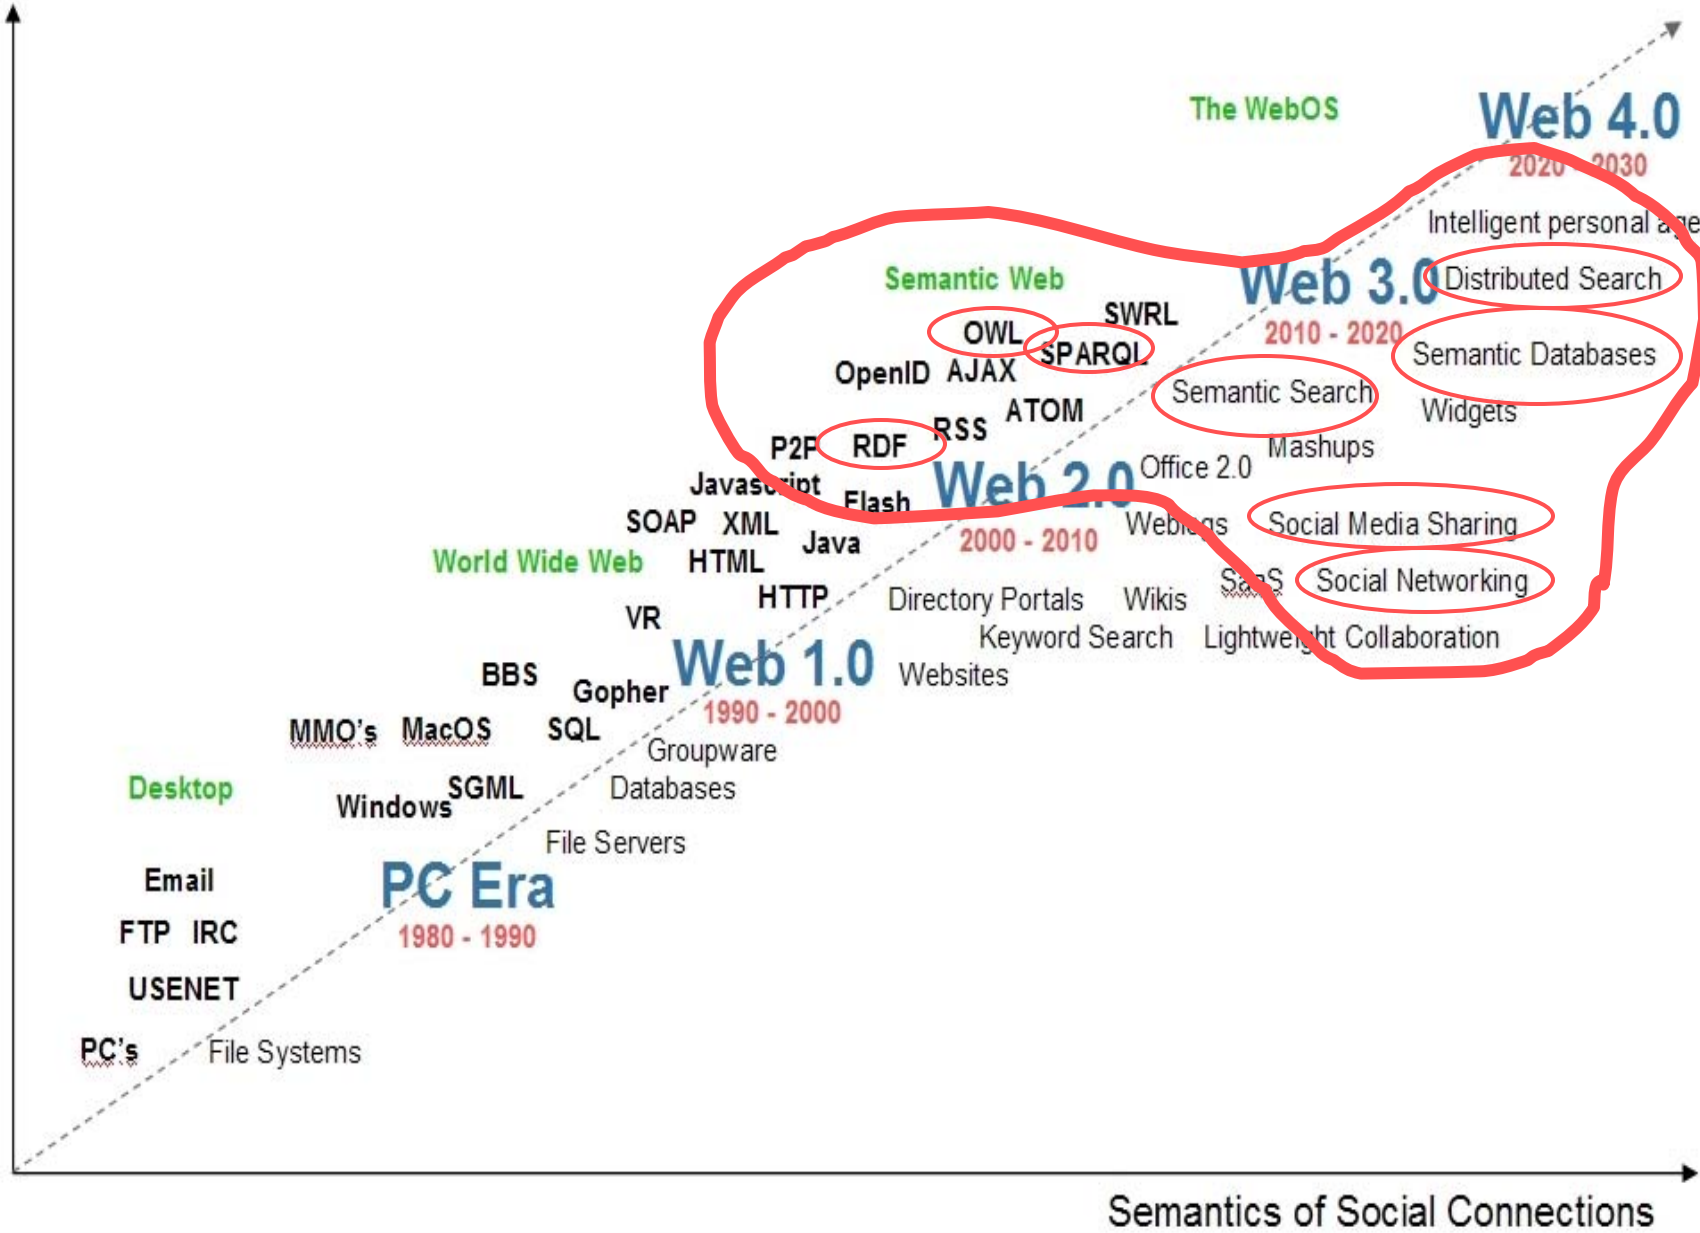 The WebOS
Web 4.0
2020 - 2030
Intelligent personal age
Semantic Web
Web 3.0
Distributed Search
SWRL
2010 - 2020
OWL
SPARQL
Semantic Databases
OpenID AJAX
Semantic Search
ATOM
Widgets
RSS
P2P RDF
Mashups
Office 2.0
Javascript
Web 2.0
Flash
SOAP XML
Weblogs
Social Media Sharing
Java
2000 - 2010
World Wide Web
HTML
SaaS
Social Networking
HTTP
Directory Portals
Wikis
VR
Keyword Search
Lightweight Collaboration
Web 1.0
BBS
Websites
Gopher
1990 - 2000
MMO's
MacOS
SQL
Groupware
Desktop
SGML
Databases
Windows
File Servers
Email
PC Era
FTP IRC
1980 - 1990
USENET
PC's
File Systems
Semantics of Social Connections